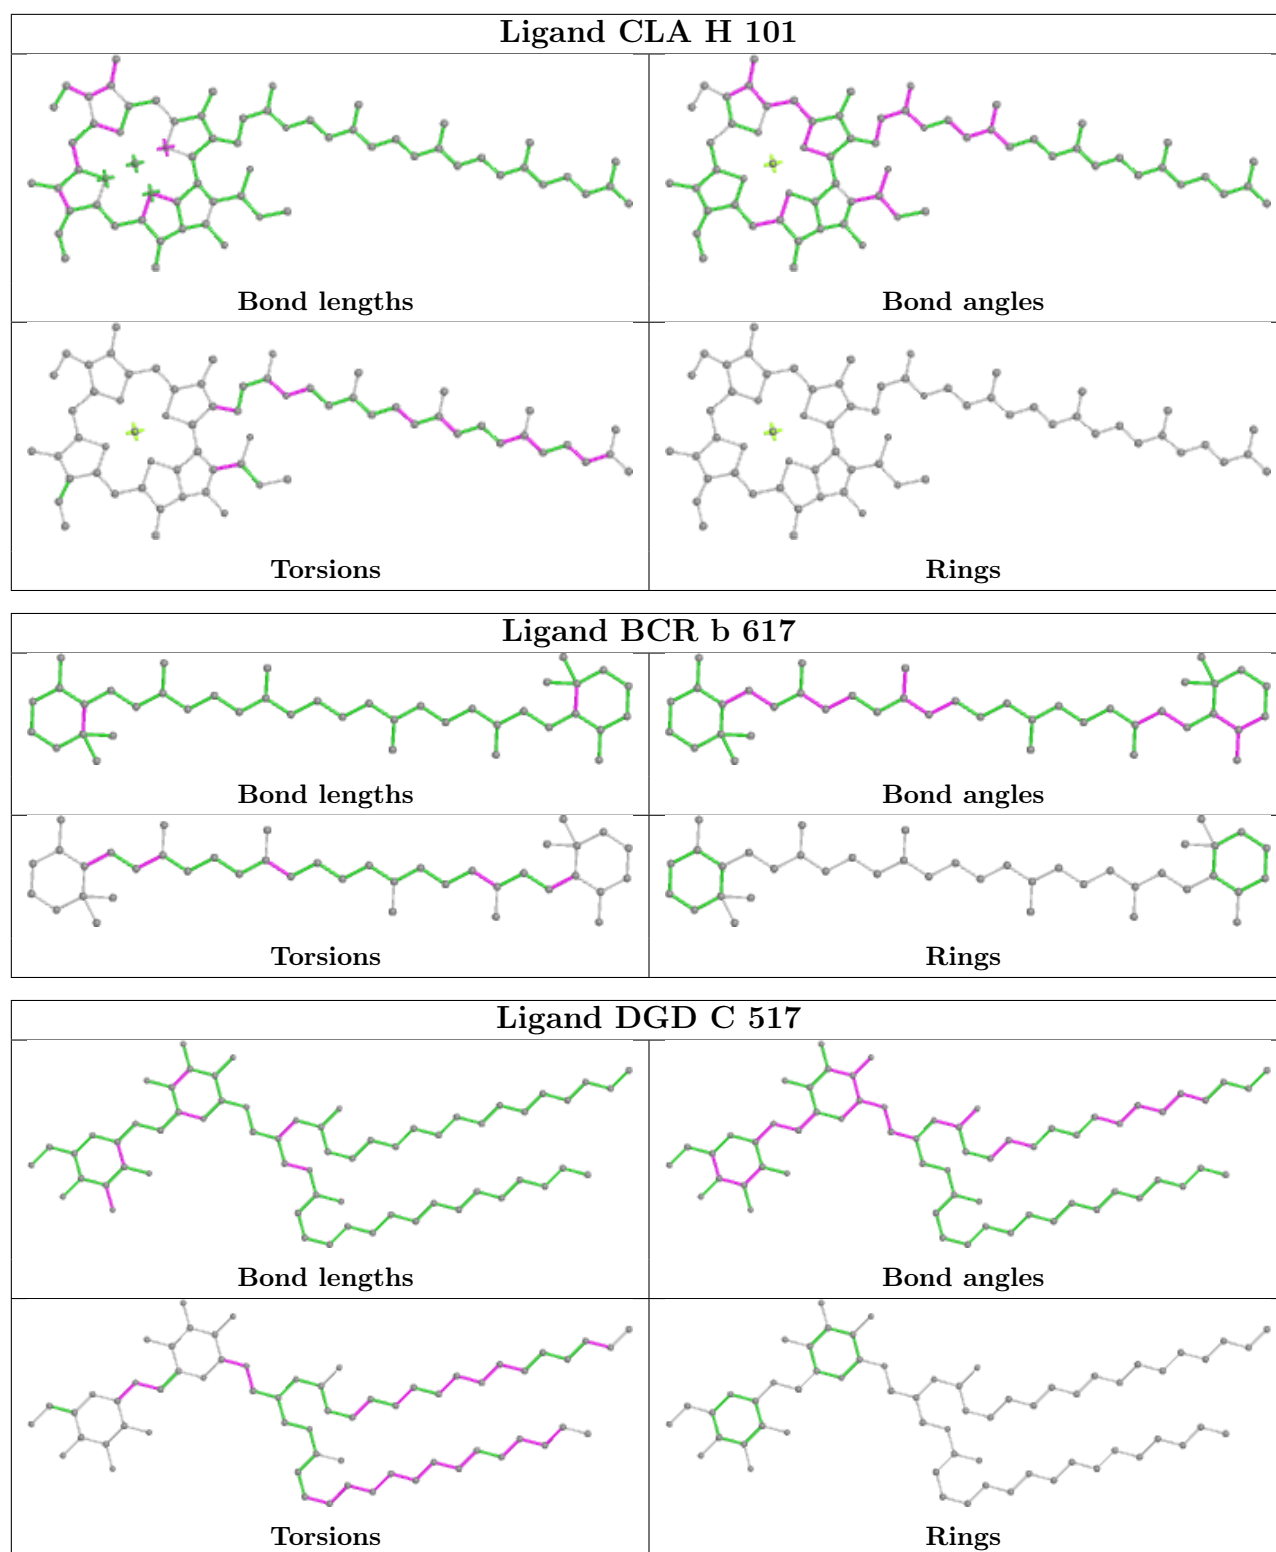 Ligand CLA H 101
Bond lengths
Bond angles
Torsions
Rings
Ligand BCR b 617
Bond lengths
Bond angles
Torsions
Rings
Ligand DGD C 517
Bond lengths
Bond angles
Torsions
Rings